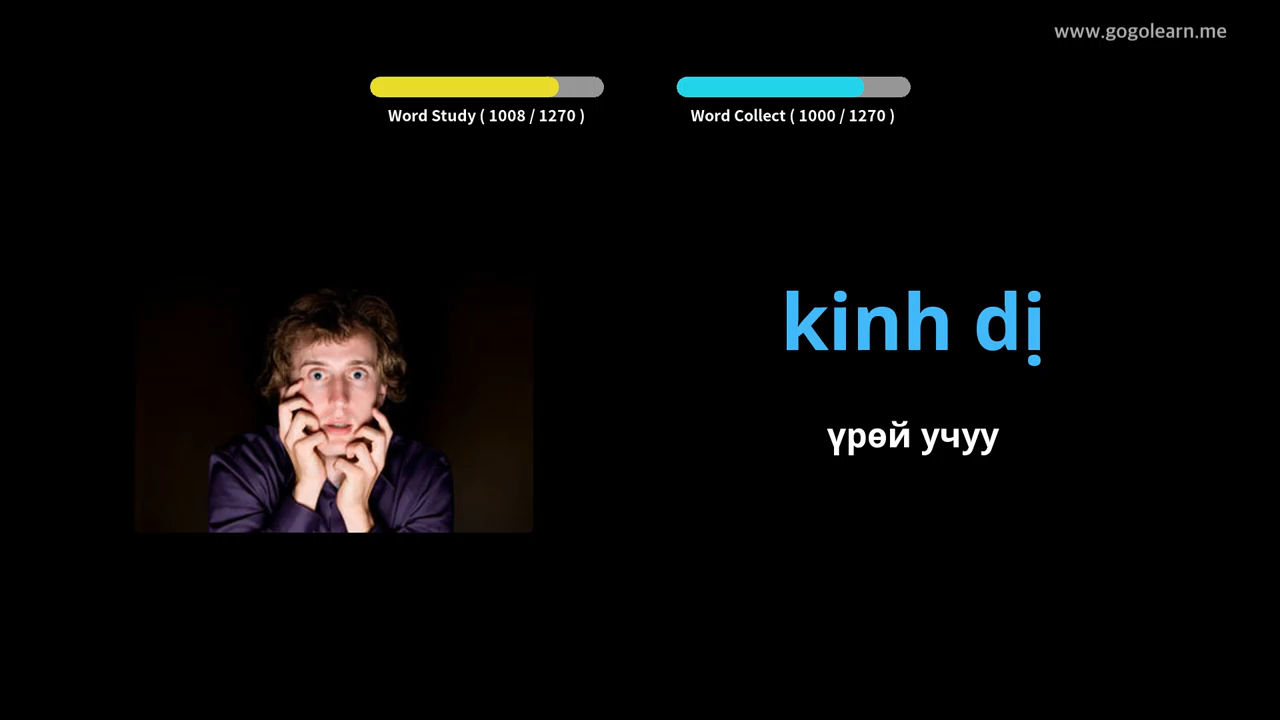 www.gogolearn.me
Word Study ( 1008 / 1270 )
Word Collect ( 1000 / 1270 )
kinh dị
үрөй учуу